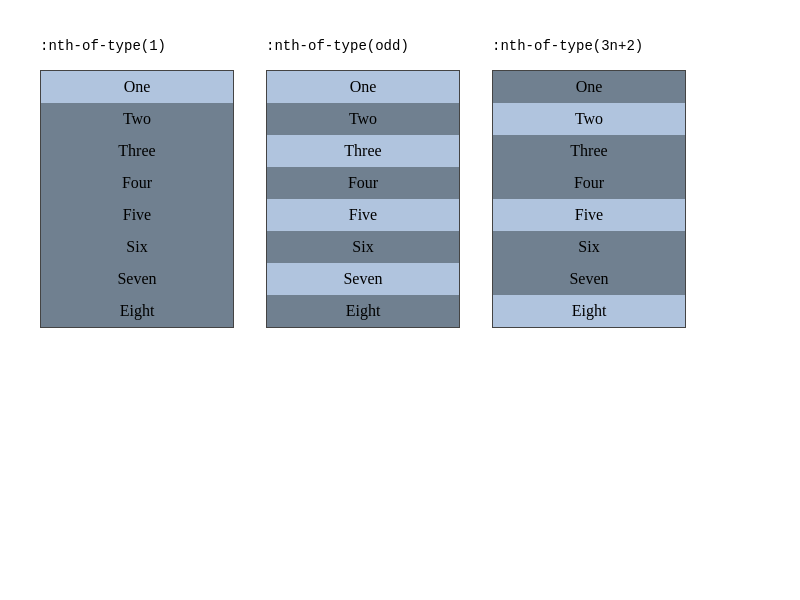 :nth-of-type(1)
One
Two
Three
Four
Five
Six
Seven
Eight
:nth-of-type(odd)
One
Two
Three
Four
Five
Six
Seven
Eight
:nth-of-type(3n+2)
One
Two
Three
Four
Five
Six
Seven
Eight